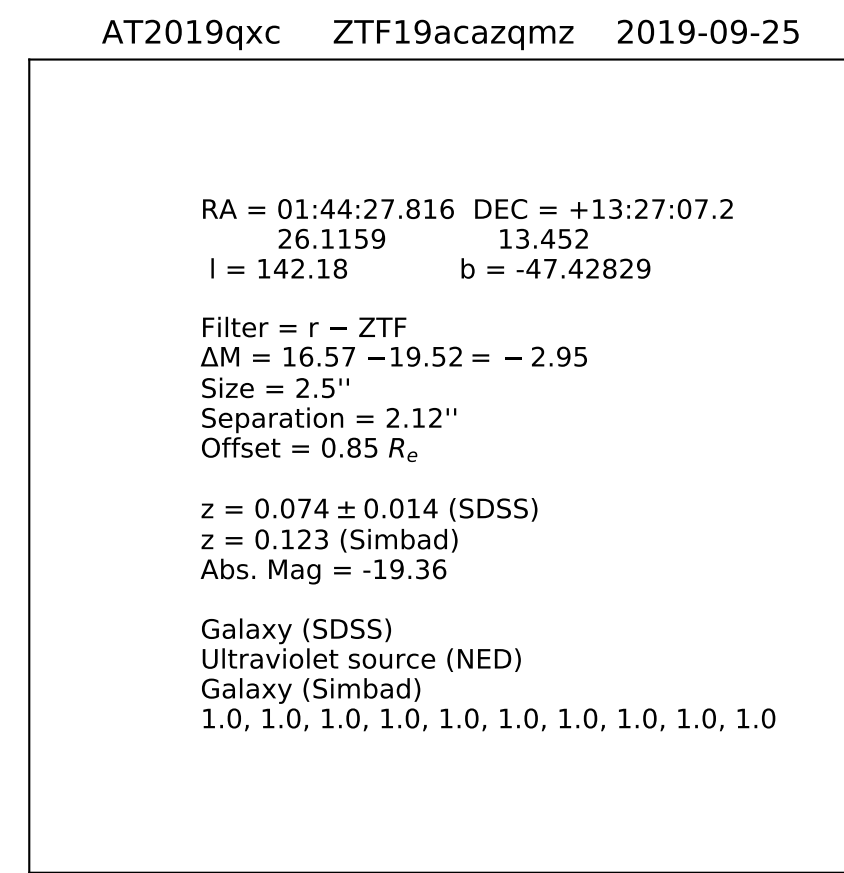 AT2019qxc ZTF19acazqmz 2019-09-25
RA = 01:44:27.816 DEC = +13:27:07.2
26.1159 13.452
l = 142.18 b = -47.42829
Filter = r − ZTF
ΔM = 16.57 −19.52 = − 2.95
Size = 2.5''
Separation = 2.12''
Offset = 0.85 Rₑ
z = 0.074 ± 0.014 (SDSS)
z = 0.123 (Simbad)
Abs. Mag = -19.36
Galaxy (SDSS)
Ultraviolet source (NED)
Galaxy (Simbad)
1.0, 1.0, 1.0, 1.0, 1.0, 1.0, 1.0, 1.0, 1.0, 1.0